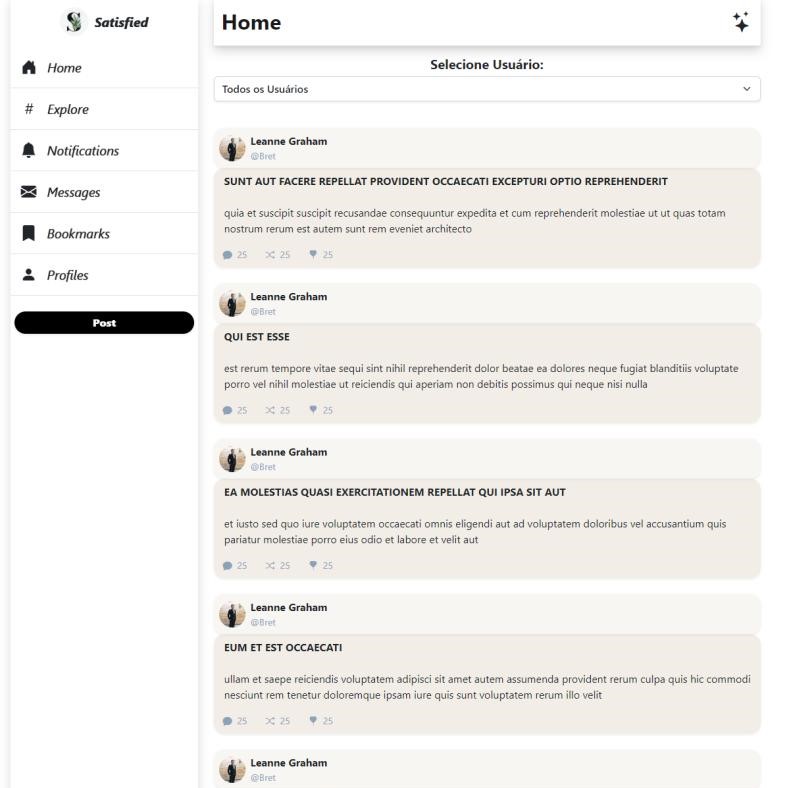 Satisfied
Home
# Explore
Notifications
Messages
Bookmarks
Profiles
Post
Home
Selecione Usuário:
Todos os Usuários
Leanne Graham
@Bret
SUNT AUT FACERE REPELLAT PROVIDENT OCCAECATI EXCEPTURI OPTIO REPREHENDERIT
quia et suscipit suscipit recusandae consequuntur expedita et cum reprehenderit molestiae ut ut quas totam
nostrum rerum est autem sunt rem eveniet architecto
25 25 25
Leanne Graham
@Bret
QUI EST ESSE
est rerum tempore vitae sequi sint nihil reprehenderit dolor beatae ea dolores neque fugiat blanditiis voluptate
porro vel nihil molestiae ut reiciendis qui aperiam non debitis possimus qui neque nisi nulla
25 25 25
Leanne Graham
@Bret
EA MOLESTIAS QUASI EXERCITATIONEM REPELLAT QUI IPSA SIT AUT
et iusto sed quo iure voluptatem occaecati omnis eligendi aut ad voluptatem doloribus vel accusantium quis
pariatur molestiae porro eius odio et labore et velit aut
25 25 25
Leanne Graham
@Bret
EUM ET EST OCCAECATI
ullam et saepe reiciendis voluptatem adipisci sit amet autem assumenda provident rerum culpa quis hic commodi
nesciunt rem tenetur doloremque ipsam iure quis sunt voluptatem rerum illo velit
25 25 25
Leanne Graham
@Bret